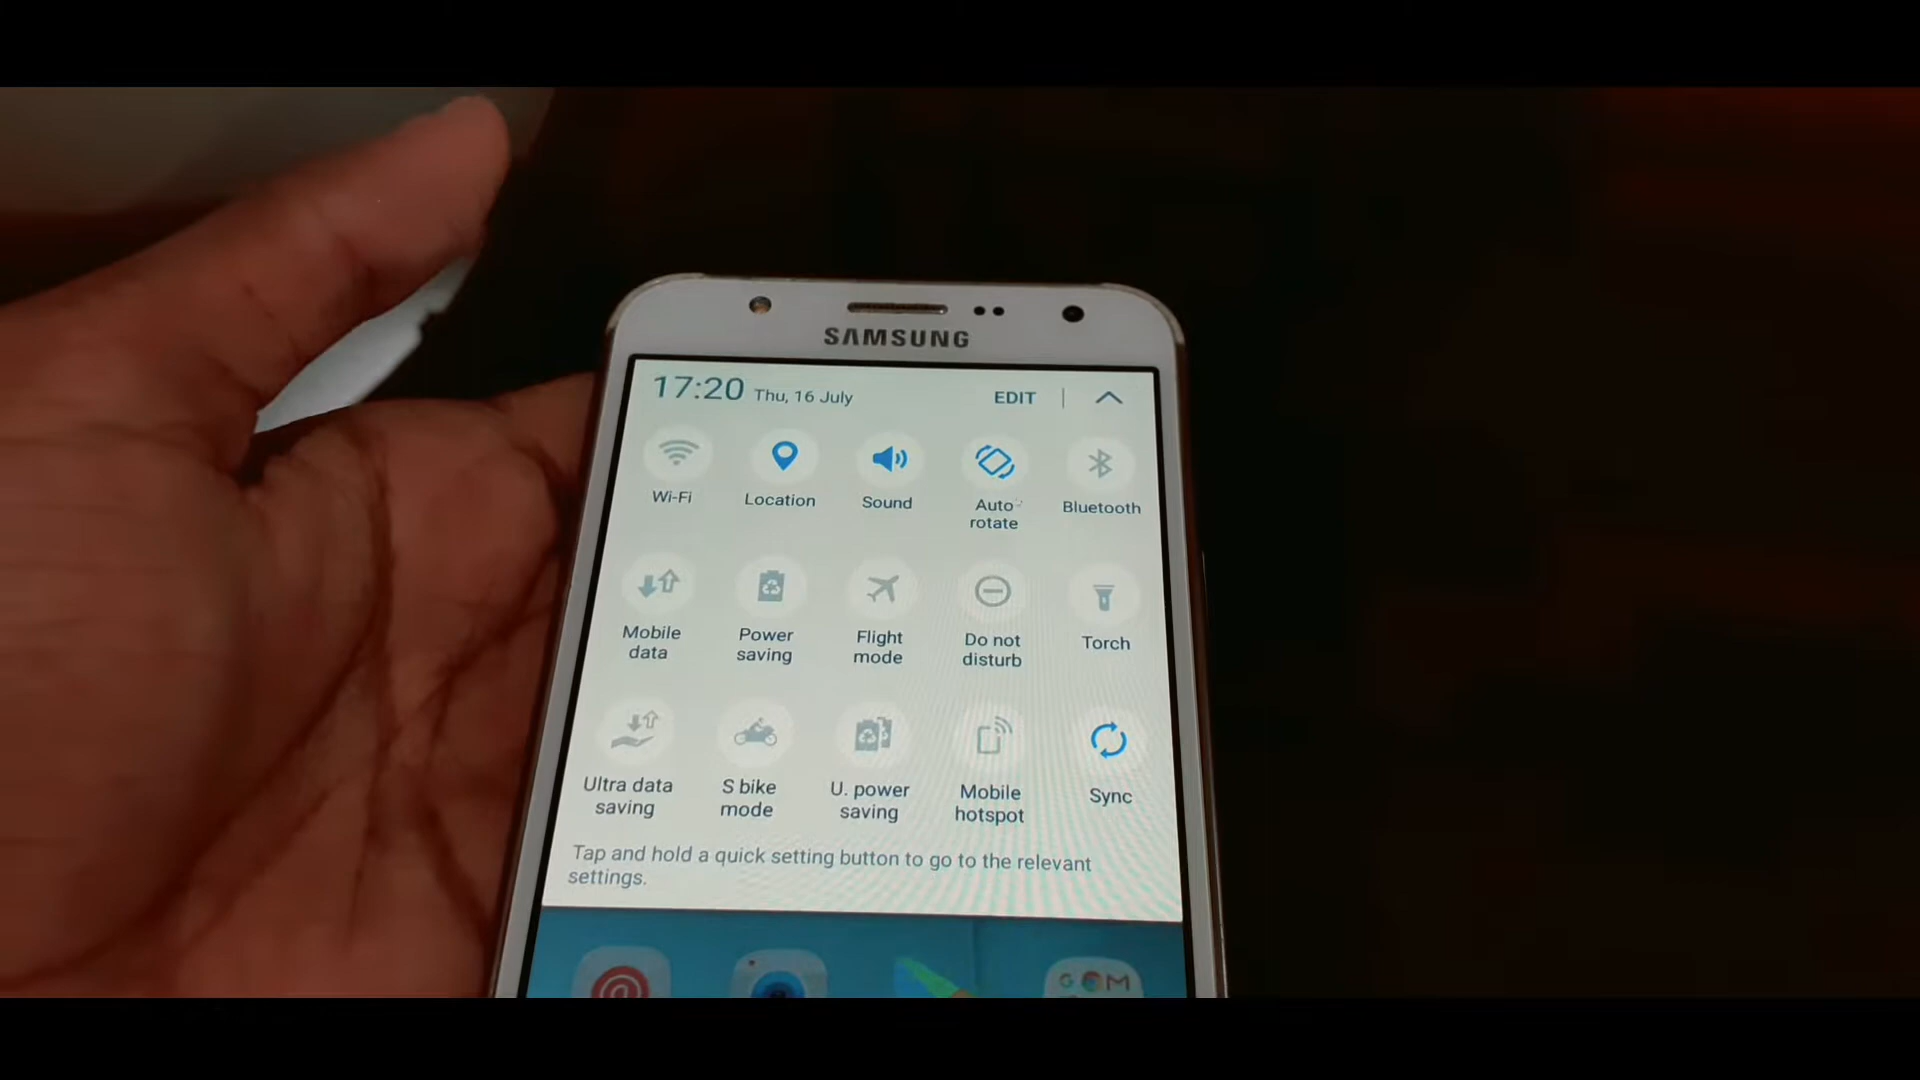 SAMSUNG
17:20 Thu, 16 July EDIT
Wi-Fi Location Sound Auto rotate Bluetooth
Mobile data Power saving Flight mode Do not disturb Torch
Ultra data saving S bike mode U. power saving Mobile hotspot Sync
Tap and hold a quick setting button to go to the relevant
settings.
G M